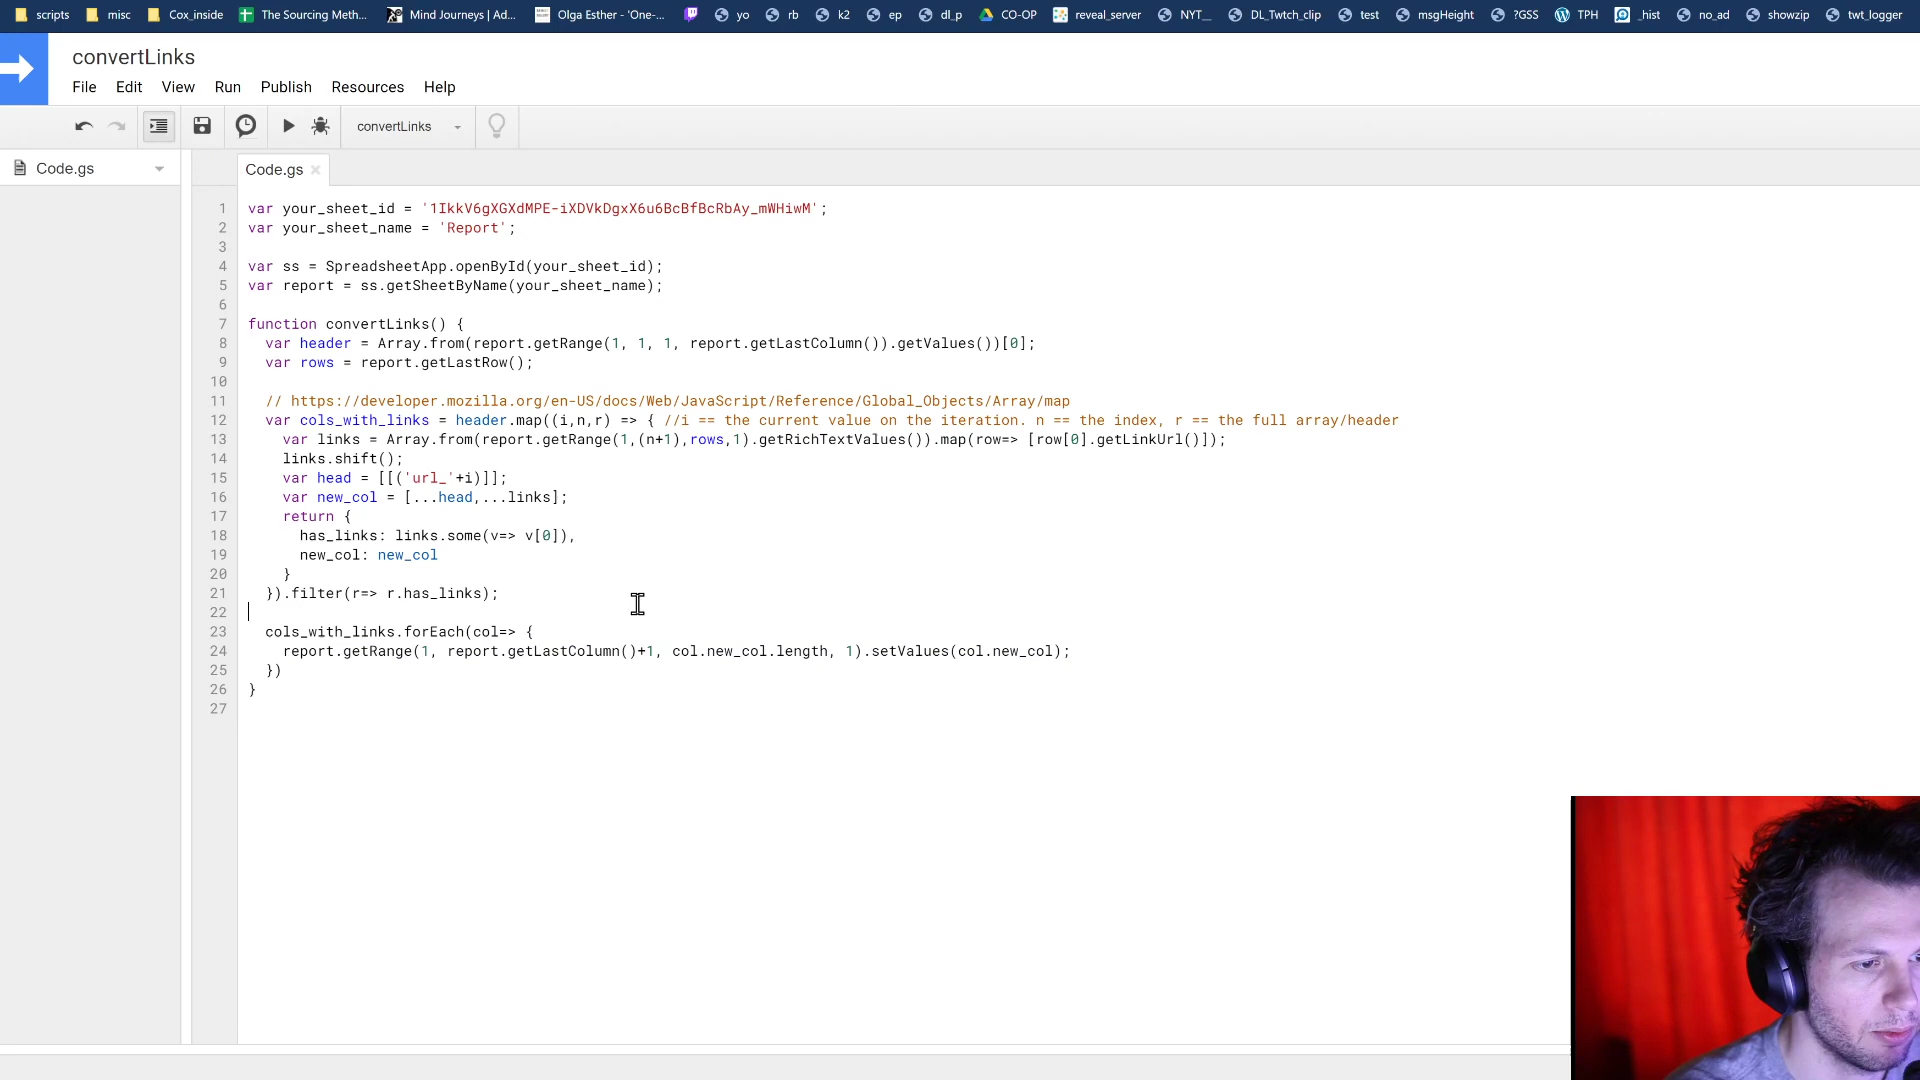 scripts misc Cox_inside The Sourcing Meth... Mind Journeys | Ad... Olga Esther - 'One-... yo rb k2 ep dl_p CO-OP reveal_server NYT__ DL_Twtch_clip test msgHeight ?GSS TPH _hist no_ad showzip twt_logger
convertLinks
File Edit View Run Publish Resources Help
convertLinks
Code.gs
Code.gs
1 var your_sheet_id = '1IkkV6gXGXdMPE-iXDVkDgxX6u6BcBfBcRbAy_mWHiwM';
2 var your_sheet_name = 'Report';
3
4 var ss = SpreadsheetApp.openById(your_sheet_id);
5 var report = ss.getSheetByName(your_sheet_name);
6
7 function convertLinks() {
8 var header = Array.from(report.getRange(1, 1, 1, report.getLastColumn()).getValues())[0];
9 var rows = report.getLastRow();
10
11 // https://developer.mozilla.org/en-US/docs/Web/JavaScript/Reference/Global_Objects/Array/map
12 var cols_with_links = header.map((i,n,r) => { //i == the current value on the iteration. n == the index, r == the full array/header
13 var links = Array.from(report.getRange(1,(n+1),rows,1).getRichTextValues()).map(row=> [row[0].getLinkUrl()]);
14 links.shift();
15 var head = [[('url_'+i)]];
16 var new_col = [...head,...links];
17 return {
18 has_links: links.some(v=> v[0]),
19 new_col: new_col
20 }
21 }).filter(r=> r.has_links);
22
23 cols_with_links.forEach(col=> {
24 report.getRange(1, report.getLastColumn()+1, col.new_col.length, 1).setValues(col.new_col);
25 })
26 }
27